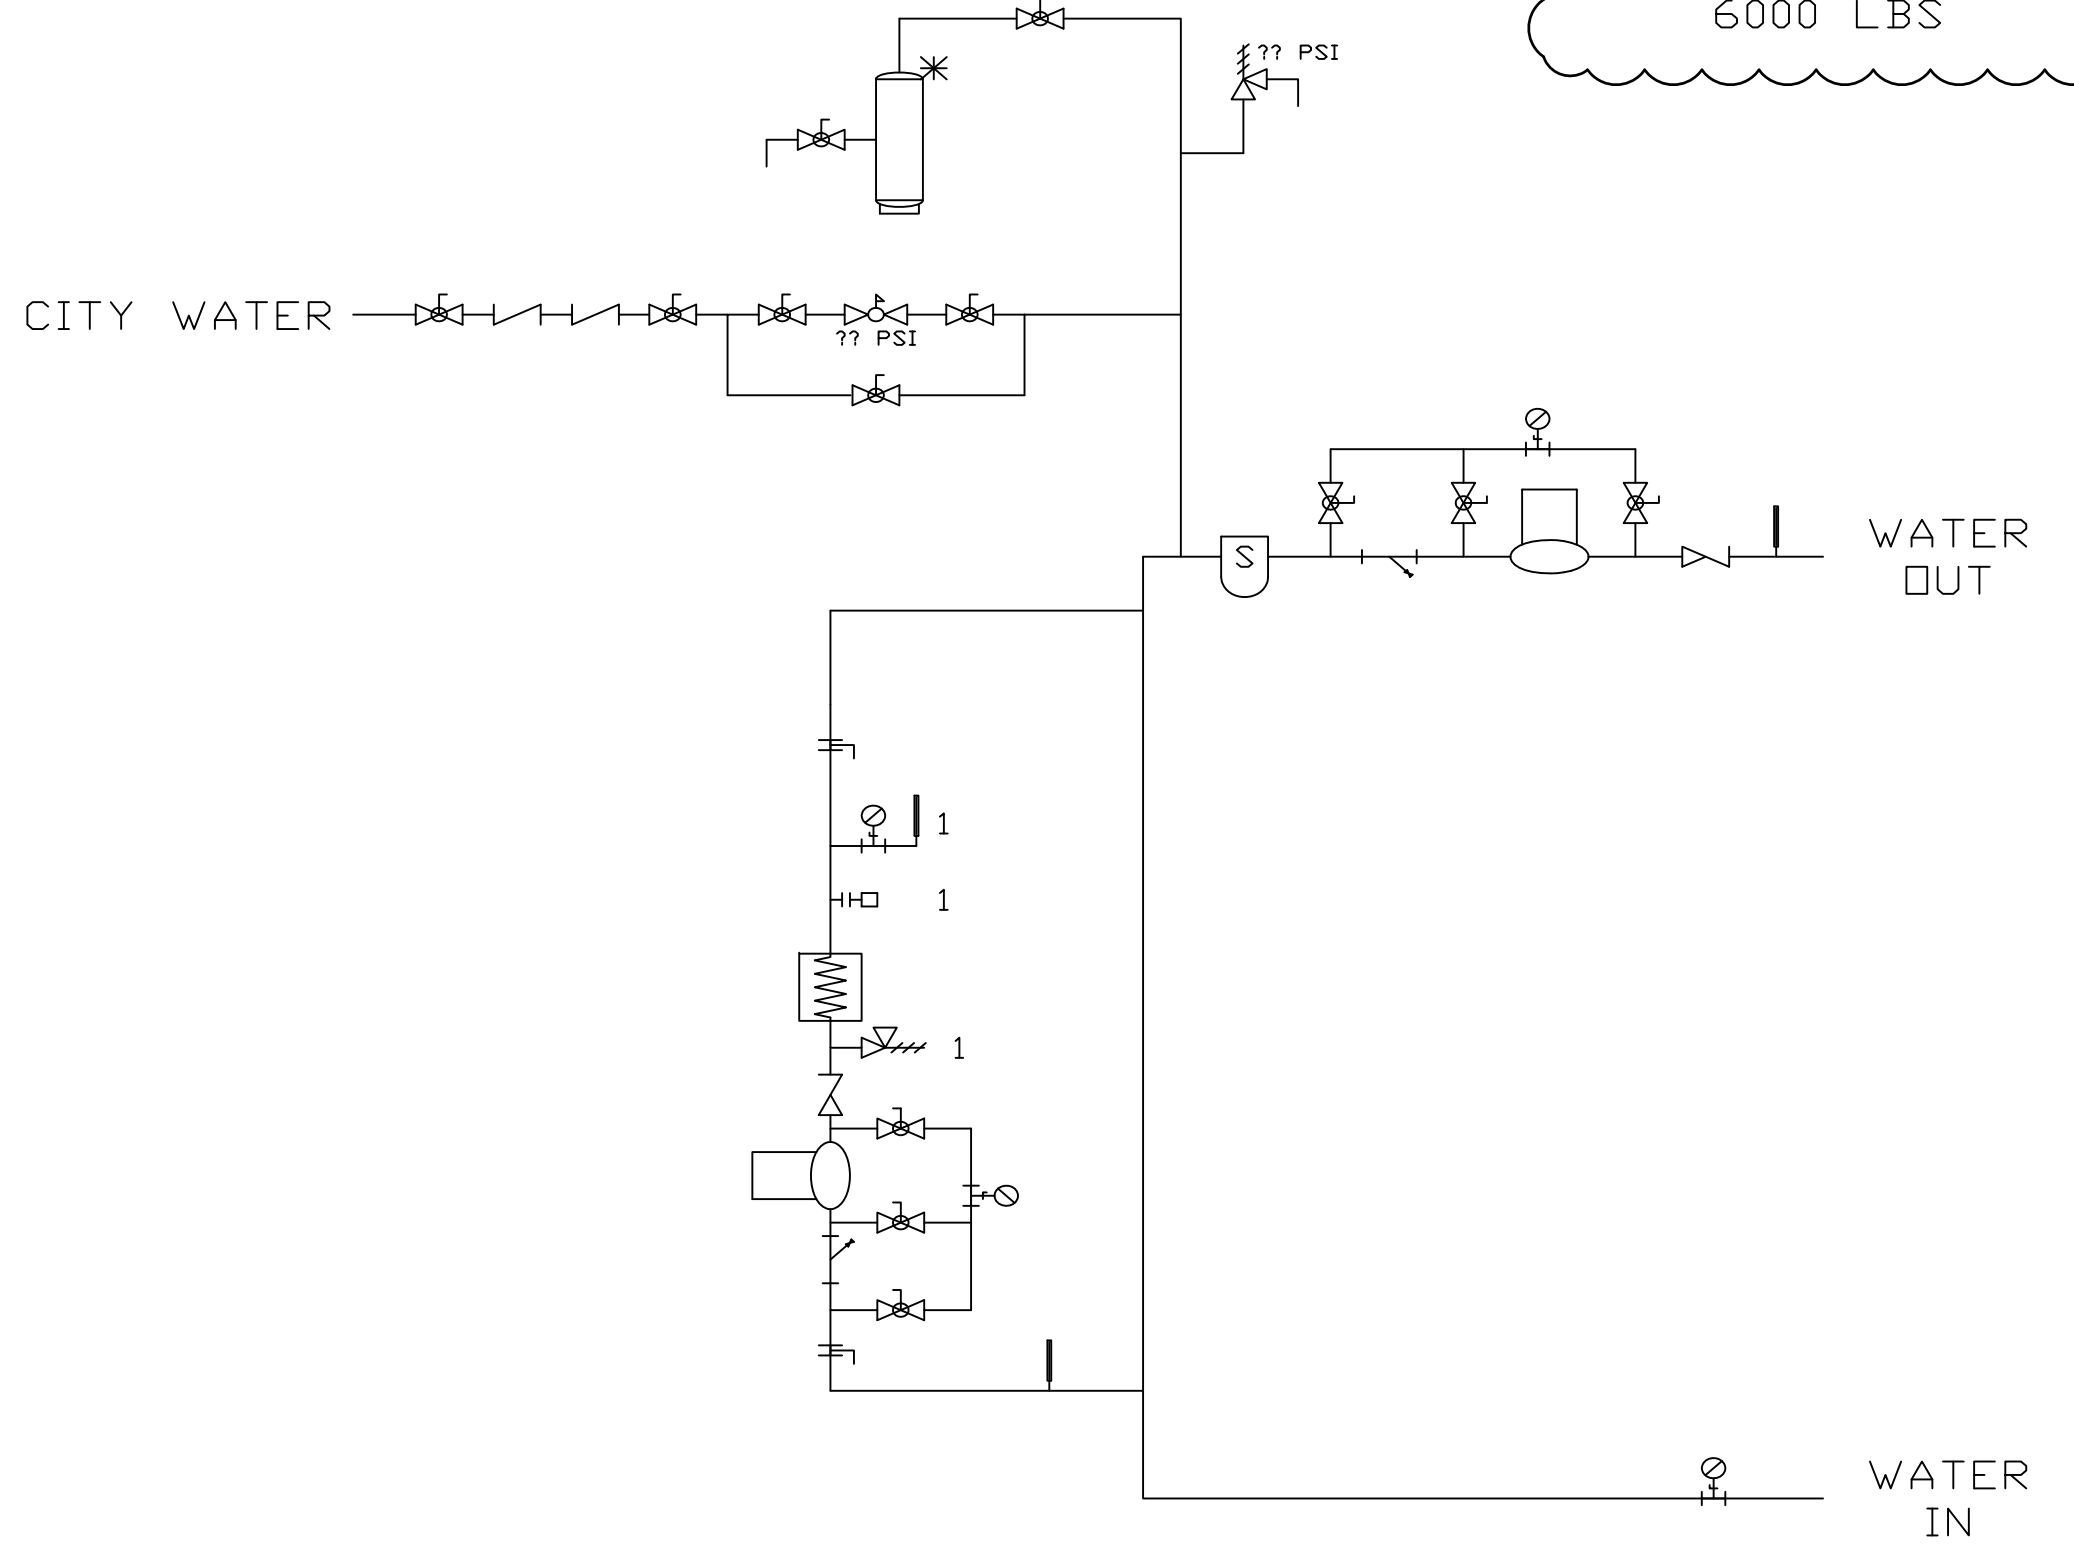 6000 LBS
?? PSI
CITY WATER
?? PSI
S
WATER
OUT
1
1
1
WATER
IN